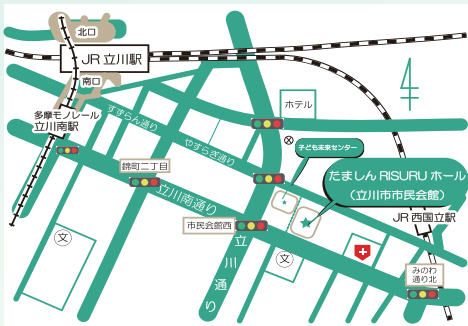 北口
JR 立川駅
南口
多摩モノレール
立川南駅
すずらん通り
やすらぎ通り
ホテル
子ども未来センター
たましん RISURU ホール
(立川市市民会館)
錦町二丁目
立川南通り
市民会館西
立川通り
JR 西国立駅
文
文
みのわ
通り北